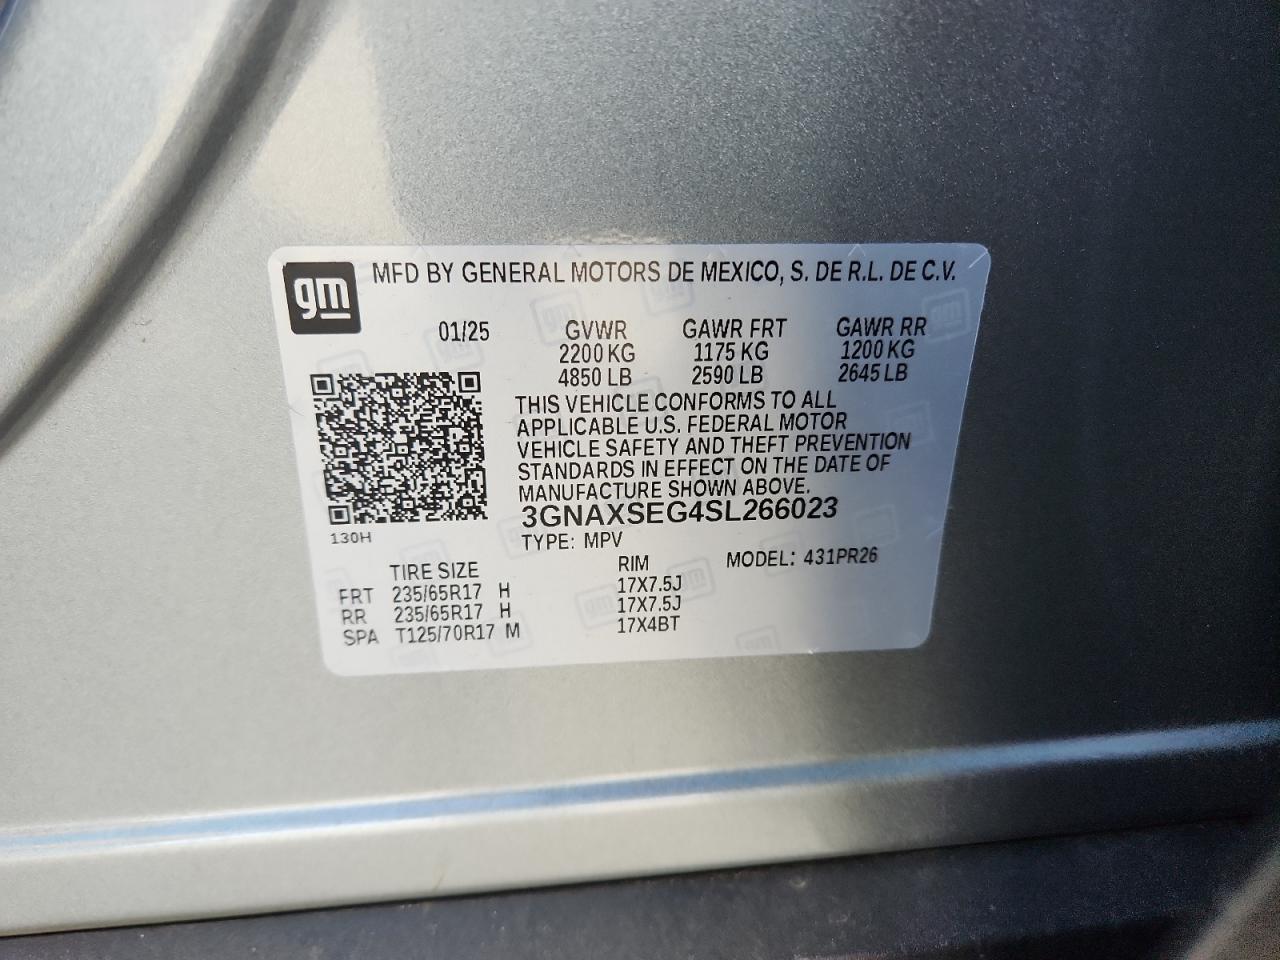 gm
MFD BY GENERAL MOTORS DE MEXICO, S. DE R.L. DE C.V.
01/25 GVWR GAWR FRT GAWR RR
2200 KG 1175 KG 1200 KG
4850 LB 2590 LB 2645 LB
THIS VEHICLE CONFORMS TO ALL
APPLICABLE U.S. FEDERAL MOTOR
VEHICLE SAFETY AND THEFT PREVENTION
STANDARDS IN EFFECT ON THE DATE OF
MANUFACTURE SHOWN ABOVE.
3GNAXSEG4SL266023
130H
TYPE: MPV
TIRE SIZE RIM MODEL: 431PR26
FRT 235/65R17 H 17X7.5J
RR 235/65R17 H 17X7.5J
SPA T125/70R17 M 17X4BT